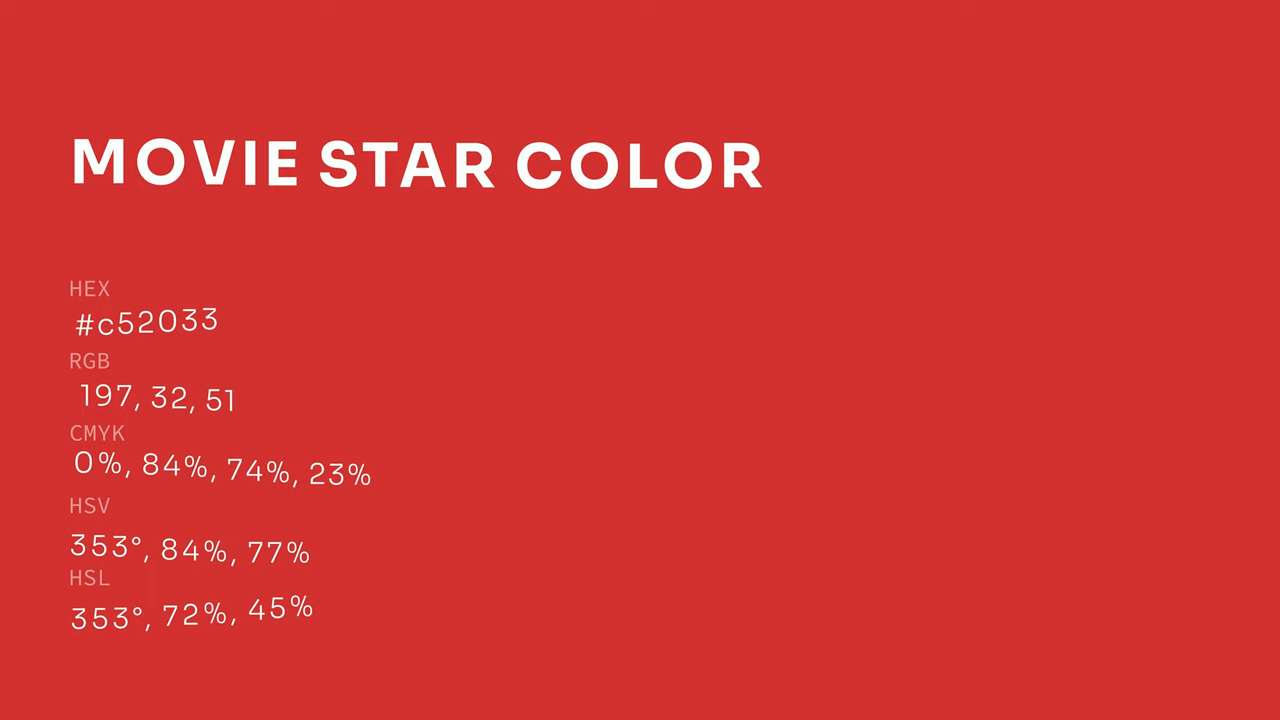 MOVIE STAR COLOR
HEX
#c52033
RGB
197, 32, 51
CMYK
0%, 84%, 74%, 23%
HSV
353°, 84%, 77%
HSL
353°, 72%, 45%